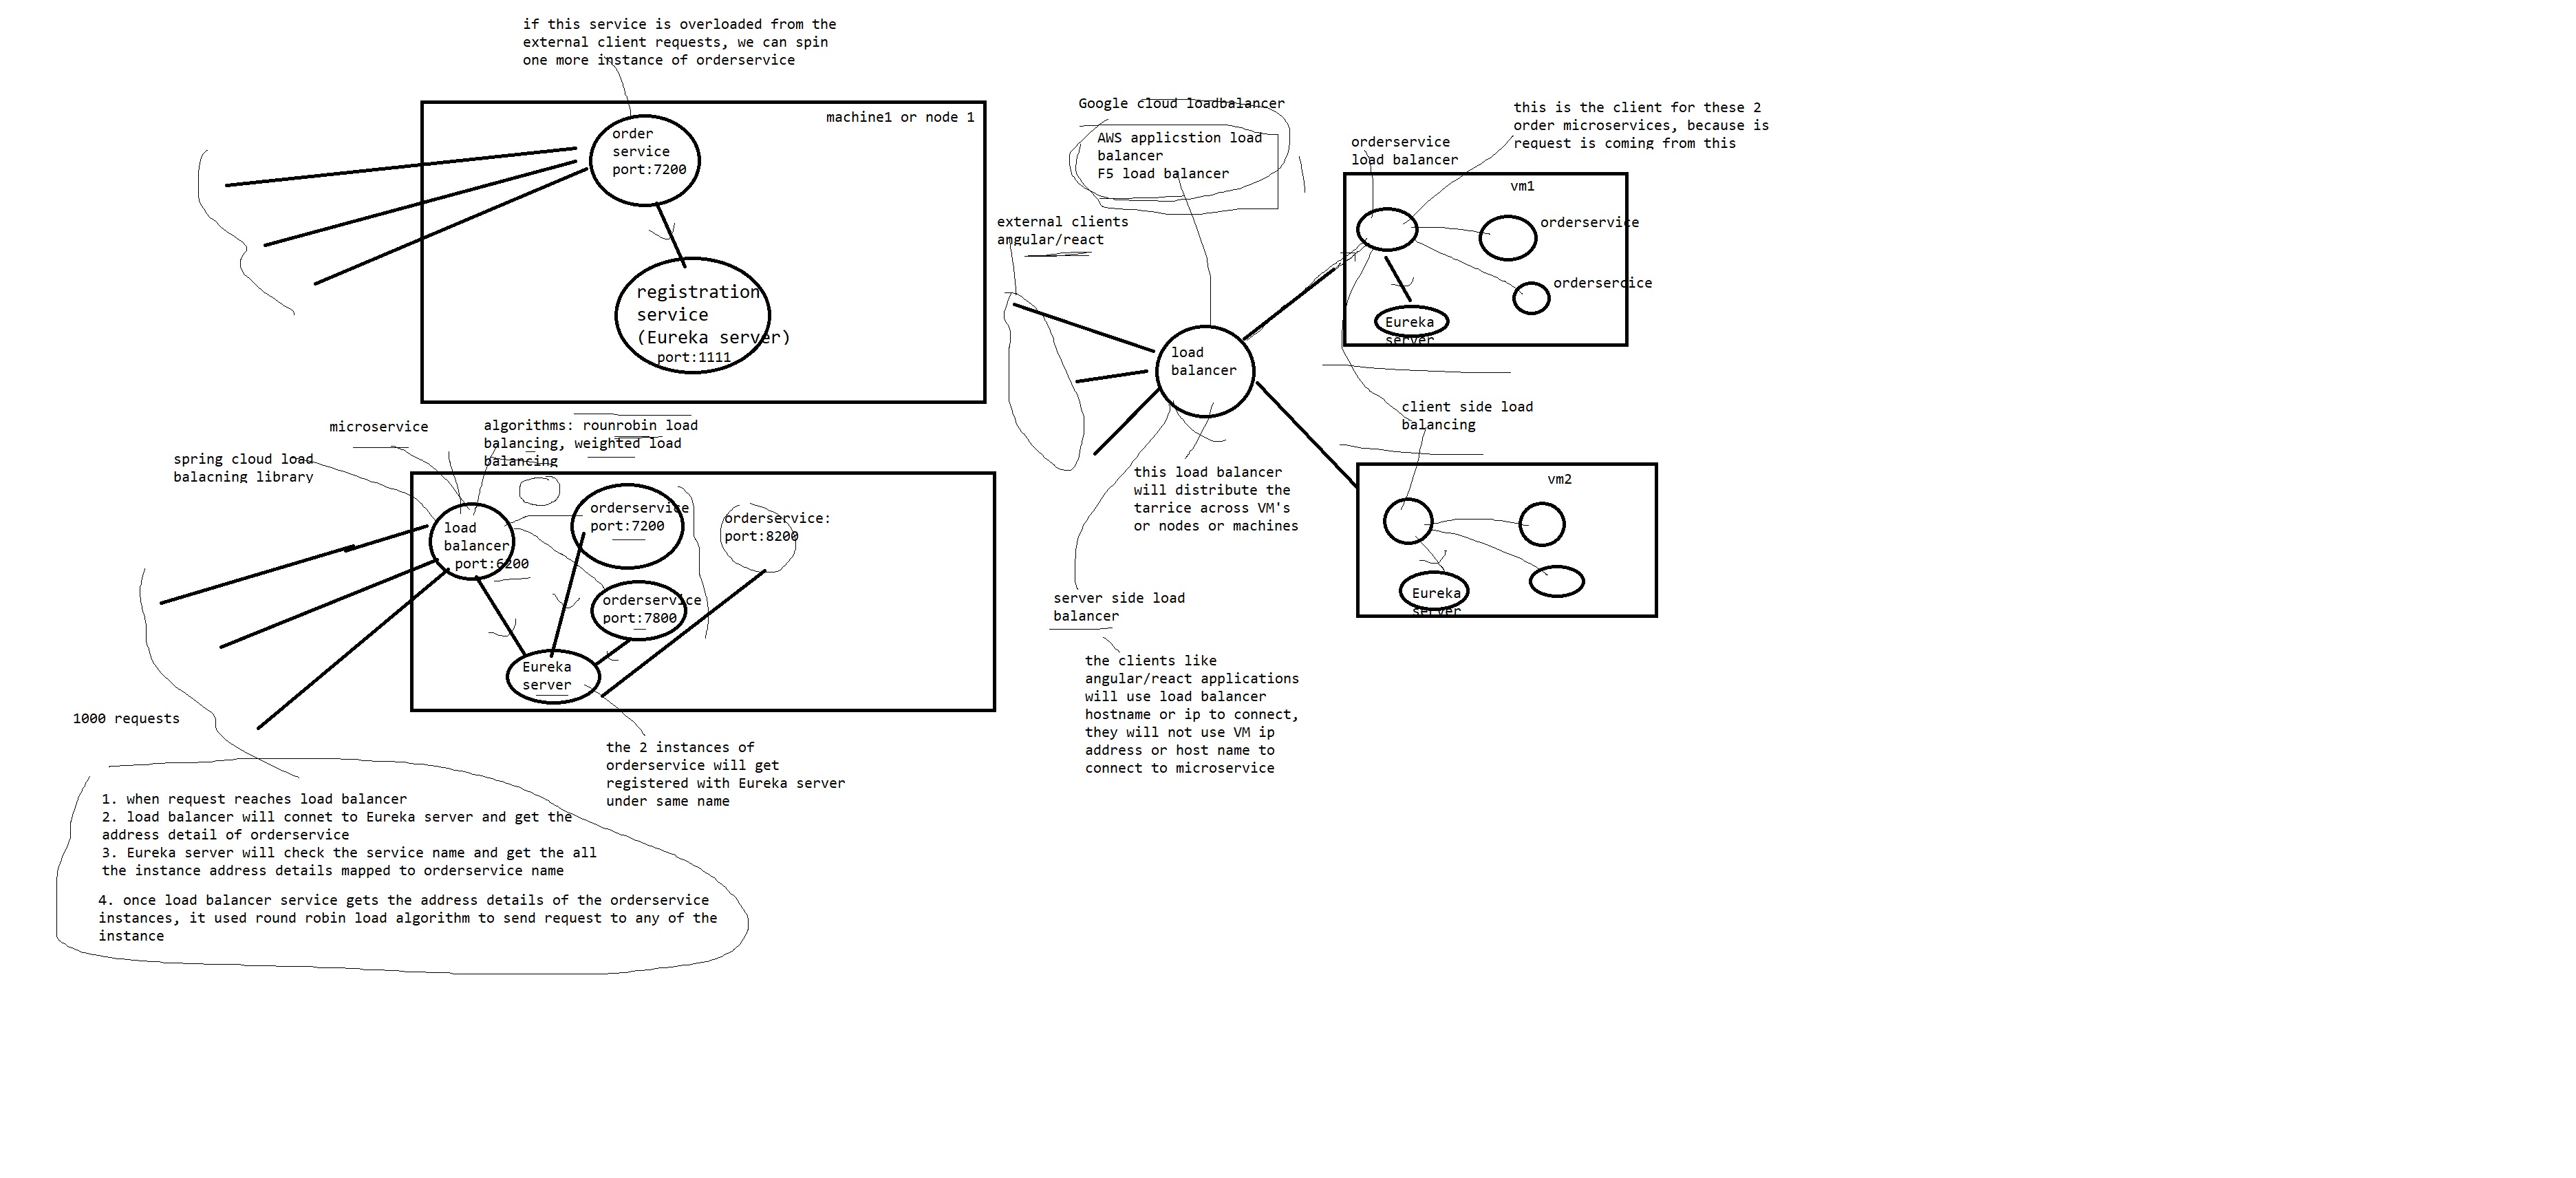 if this service is overloaded from the
external client requests, we can spin
one more instance of orderservice
machine1 or node 1
order
service
port:7200
registration
service
(Eureka server)
port:1111
microservice
algorithms: rounrobin load
balancing, weighted load
balancing
spring cloud load
balacning library
load
balancer
port:6200
orderservice
port:7200
orderservice:
port:8200
orderservice
port:7800
Eureka
server
1000 requests
the 2 instances of
orderservice will get
registered with Eureka server
under same name
1. when request reaches load balancer
2. load balancer will connet to Eureka server and get the
address detail of orderservice
3. Eureka server will check the service name and get the all
the instance address details mapped to orderservice name
4. once load balancer service gets the address details of the orderservice
instances, it used round robin load algorithm to send request to any of the
instance
Google cloud loadbalancer
AWS applicstion load
balancer
F5 load balancer
external clients
angular/react
load
balancer
this load balancer
will distribute the
tarrice across VM's
or nodes or machines
server side load
balancer
the clients like
angular/react applications
will use load balancer
hostname or ip to connect,
they will not use VM ip
address or host name to
connect to microservice
orderservice
load balancer
this is the client for these 2
order microservices, because is
request is coming from this
vm1
orderservice
orderserdice
Eureka
server
client side load
balancing
vm2
Eureka
server